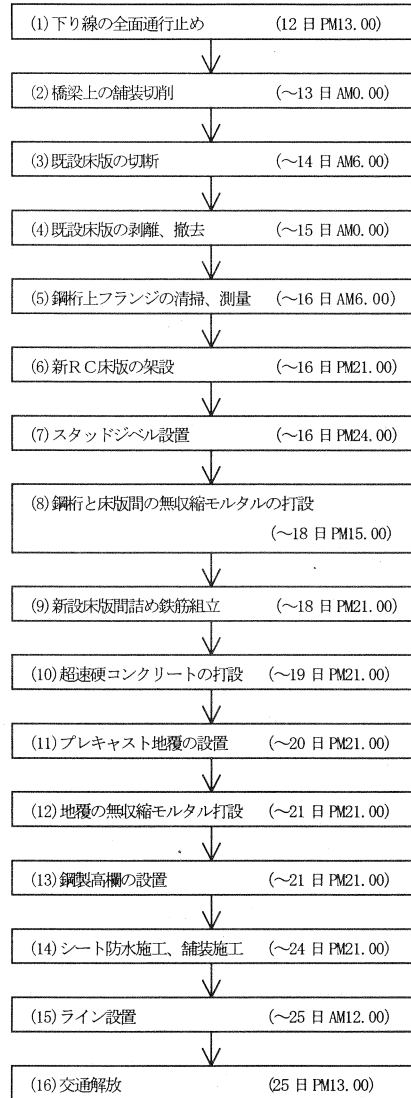 (1)下り線の全面通行止め (12日PM13.00)
(2)橋梁上の舗装切削 (～13日AM0.00)
(3)既設床版の切断 (～14日AM6.00)
(4)既設床版の剥離、撤去 (～15日AM0.00)
(5)鋼桁上フランジの清掃、測量 (～16日AM6.00)
(6)新RC床版の架設 (～16日PM21.00)
(7)スタッドジベル設置 (～16日PM24.00)
(8)鋼桁と床版間の無収縮モルタルの打設
(～18日PM15.00)
(9)新設床版間詰め鉄筋組立 (～18日PM21.00)
(10)超速硬コンクリートの打設 (～19日PM21.00)
(11)プレキャスト地覆の設置 (～20日PM21.00)
(12)地覆の無収縮モルタル打設 (～21日PM21.00)
(13)鋼製高欄の設置 (～21日PM21.00)
(14)シート防水施工、舗装施工 (～24日PM21.00)
(15)ライン設置 (～25日AM12.00)
(16)交通解放 (25日PM13.00)